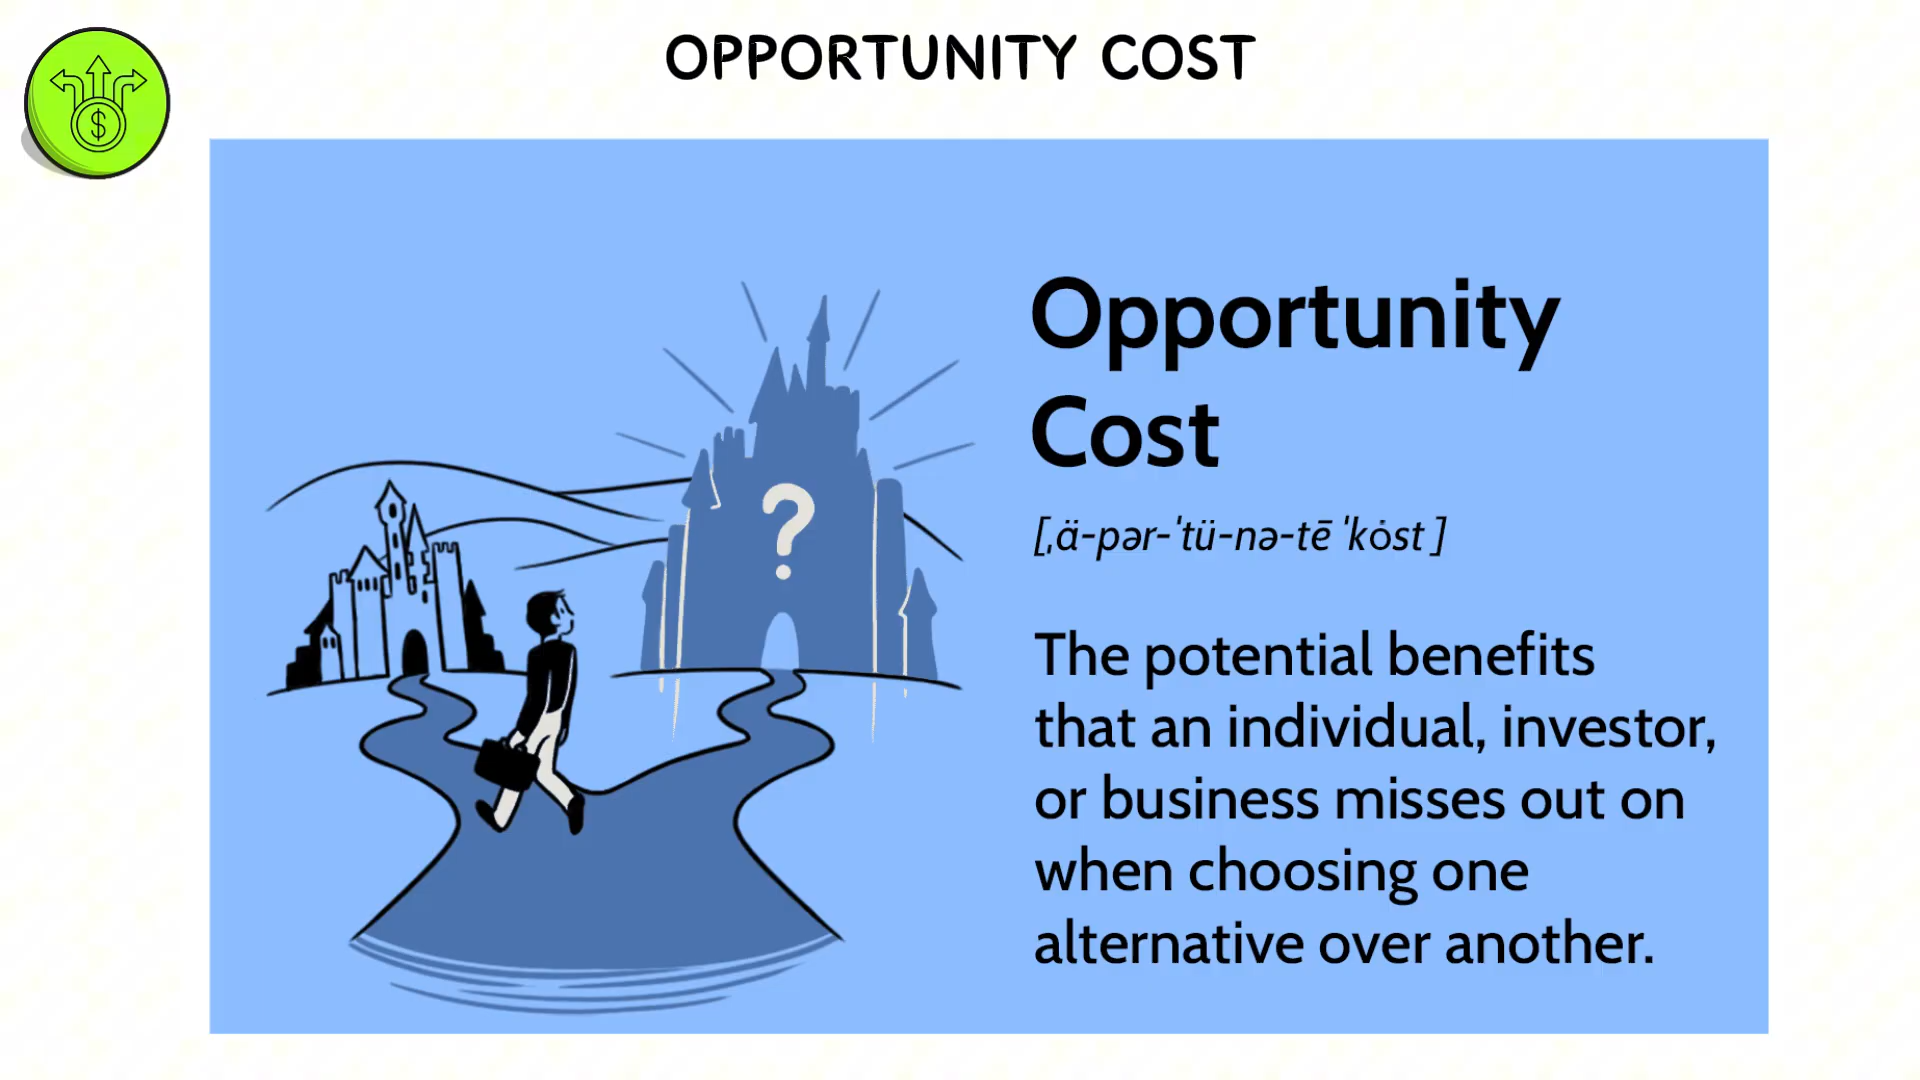 OPPORTUNITY COST
$
?
Opportunity
Cost
[ˌä-pər-ˈtü-nə-tē ˈkȯst ]
The potential benefits
that an individual, investor,
or business misses out on
when choosing one
alternative over another.